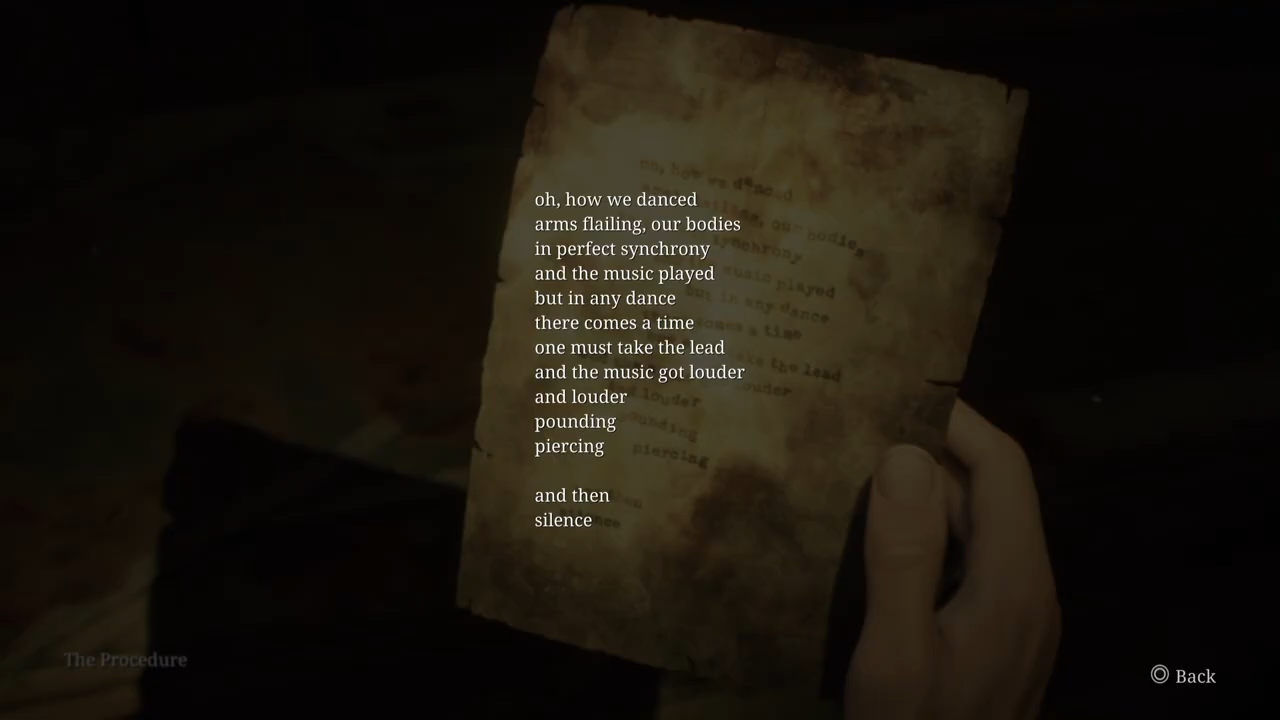 oh, how we danced
arms flailing, our bodies
in perfect synchrony
and the music played
but in any dance
there comes a time
one must take the lead
and the music got louder
and louder
pounding
piercing

and then
silence
The Procedure
Back